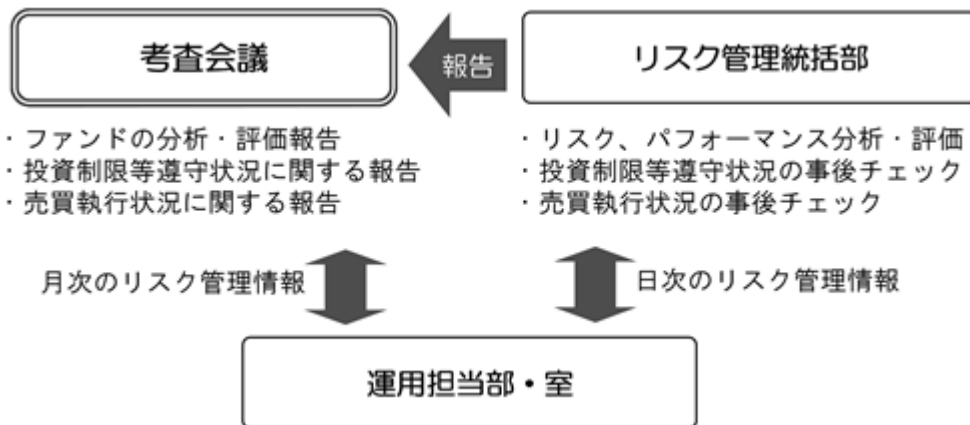 考査会議
報告
リスク管理統括部
・ファンドの分析・評価報告
・投資制限等遵守状況に関する報告
・売買執行状況に関する報告
・リスク、パフォーマンス分析・評価
・投資制限等遵守状況の事後チェック
・売買執行状況の事後チェック
月次のリスク管理情報
日次のリスク管理情報
運用担当部・室